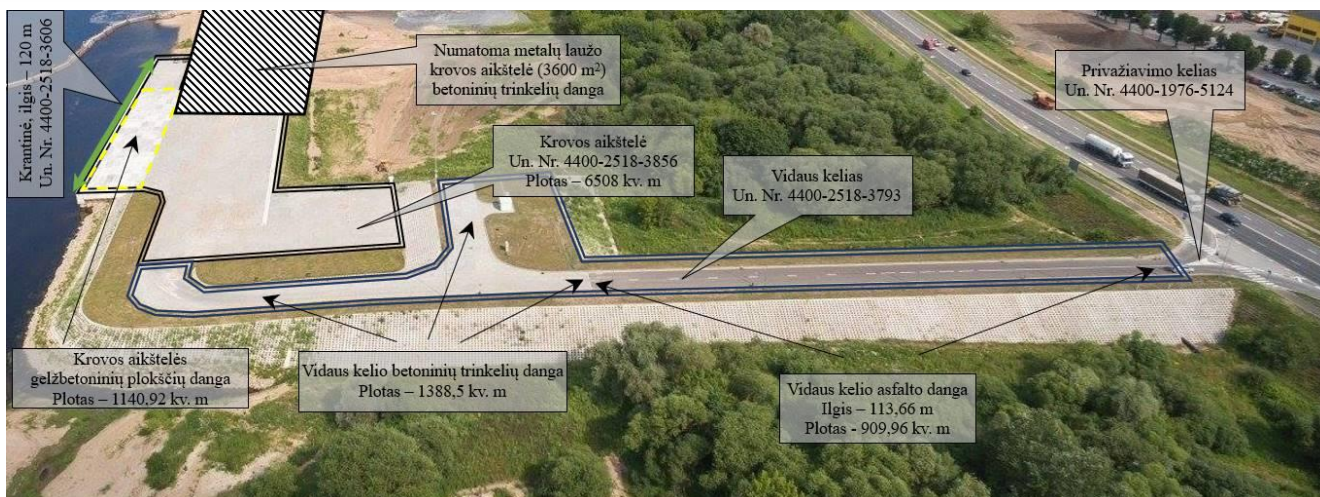 Krantinė, ilgis – 120 m
Un. Nr. 4400-2518-3606
Numatoma metalų laužo
krovos aikštelė (3600 m²)
betoninių trinkelių danga
Privažiavimo kelias
Un. Nr. 4400-1976-5124
Krovos aikštelė
Un. Nr. 4400-2518-3856
Plotas – 6508 kv. m
Vidaus kelias
Un. Nr. 4400-2518-3793
Krovos aikštelės
gelžbetoninių plokščių danga
Plotas – 1140,92 kv. m
Vidaus kelio betoninių trinkelių danga
Plotas – 1388,5 kv. m
Vidaus kelio asfalto danga
Ilgis – 113,66 m
Plotas - 909,96 kv. m